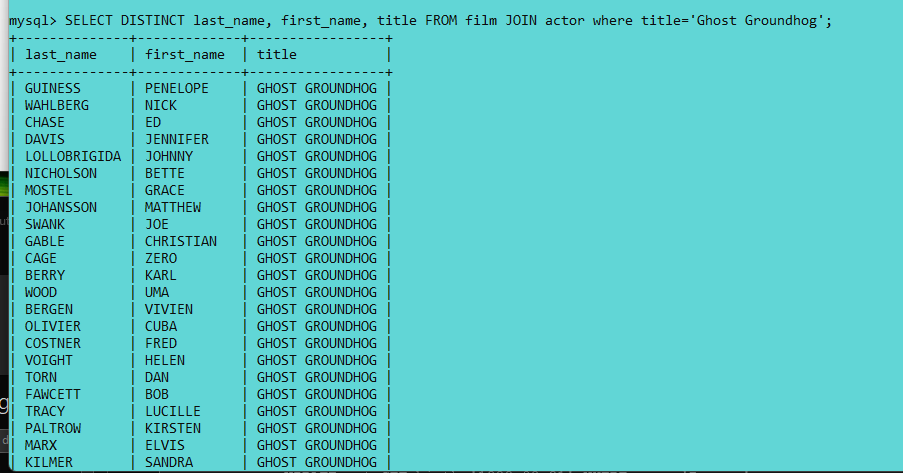 mysql> SELECT DISTINCT last_name, first_name, title FROM film JOIN actor where title='Ghost Groundhog';
+--------------+-------------+-----------------+
| last_name | first_name | title |
+--------------+-------------+-----------------+
| GUINESS | PENELOPE | GHOST GROUNDHOG |
| WAHLBERG | NICK | GHOST GROUNDHOG |
| CHASE | ED | GHOST GROUNDHOG |
| DAVIS | JENNIFER | GHOST GROUNDHOG |
| LOLLOBRIGIDA | JOHNNY | GHOST GROUNDHOG |
| NICHOLSON | BETTE | GHOST GROUNDHOG |
| MOSTEL | GRACE | GHOST GROUNDHOG |
| JOHANSSON | MATTHEW | GHOST GROUNDHOG |
| SWANK | JOE | GHOST GROUNDHOG |
| GABLE | CHRISTIAN | GHOST GROUNDHOG |
| CAGE | ZERO | GHOST GROUNDHOG |
| BERRY | KARL | GHOST GROUNDHOG |
| WOOD | UMA | GHOST GROUNDHOG |
| BERGEN | VIVIEN | GHOST GROUNDHOG |
| OLIVIER | CUBA | GHOST GROUNDHOG |
| COSTNER | FRED | GHOST GROUNDHOG |
| VOIGHT | HELEN | GHOST GROUNDHOG |
| TORN | DAN | GHOST GROUNDHOG |
| FAWCETT | BOB | GHOST GROUNDHOG |
| TRACY | LUCILLE | GHOST GROUNDHOG |
| PALTROW | KIRSTEN | GHOST GROUNDHOG |
| MARX | ELVIS | GHOST GROUNDHOG |
| KILMER | SANDRA | GHOST GROUNDHOG |